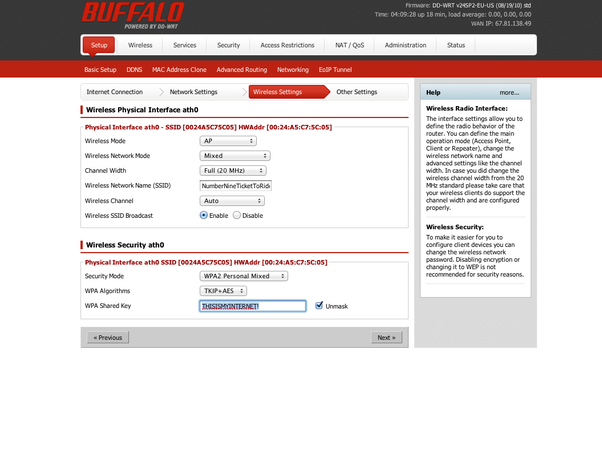 BUFFALO
POWERED BY DD-WRT
Firmware: DD-WRT v24SP2-EU-US (08/19/10) std
Time: 04:09:28 up 18 min, load average: 0.00, 0.00, 0.00
WAN IP: 67.81.138.49
Setup Wireless Services Security Access Restrictions NAT / QoS Administration Status
Basic Setup DDNS MAC Address Clone Advanced Routing Networking EoIP Tunnel
Internet Connection Network Settings Wireless Settings Other Settings
Wireless Physical Interface ath0
Physical Interface ath0 - SSID [0024A5C75C05] HWAddr [00:24:A5:C7:5C:05]
Wireless Mode AP
Wireless Network Mode Mixed
Channel Width Full (20 MHz)
Wireless Network Name (SSID) NumberNineTicketToRide
Wireless Channel Auto
Wireless SSID Broadcast Enable Disable
Wireless Security ath0
Physical Interface ath0 SSID [0024A5C75C05] HWAddr [00:24:A5:C7:5C:05]
Security Mode WPA2 Personal Mixed
WPA Algorithms TKIP+AES
WPA Shared Key THISISMYINTERNET! Unmask
« Previous Next »
Help more...
Wireless Radio Interface:
The interface settings allow you to
define the radio behavior of the
router. You can define the main
operation mode (Access Point,
Client or Repeater), change the
wireless network name and
advanced settings like the channel
width. In case you did change the
wireless channel width from the 20
MHz standard please take care that
your wireless clients do support the
channel width and are configured
properly.
Wireless Security:
To make it easier for you to
configure client devices you can
change the wireless network
password. Disabling encryption or
changing it to WEP is not
recommended for security reasons.